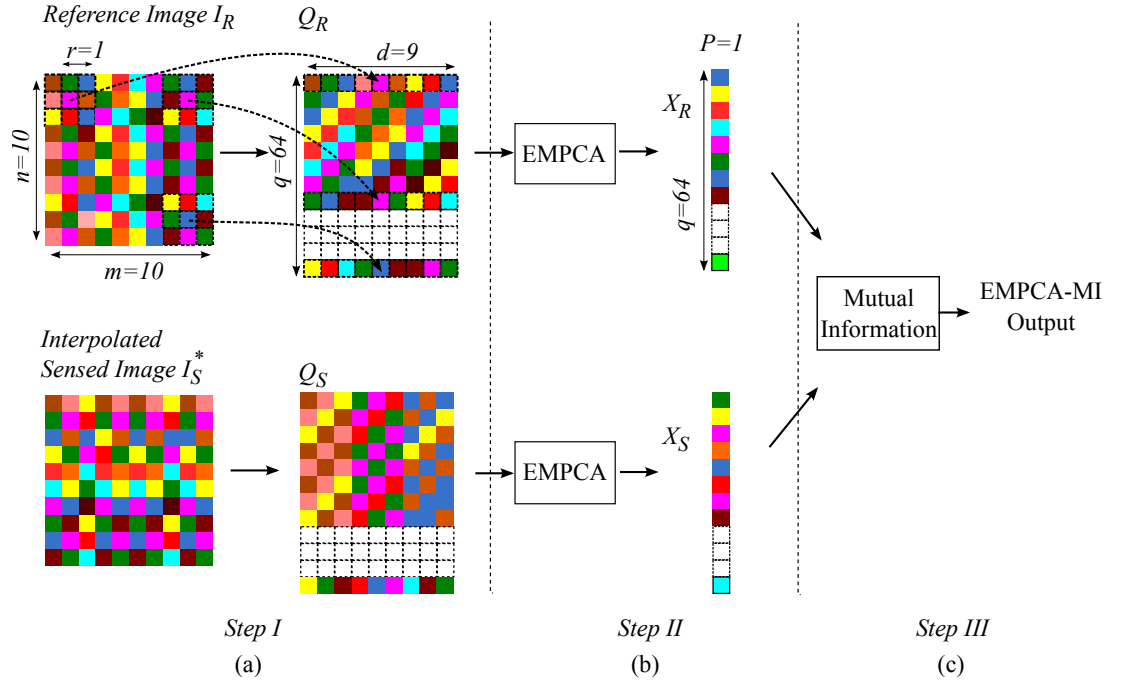 Reference Image I_R
Q_R
r=1
d=9
n=10
q=64
m=10
EMPCA
P=1
X_R
q=64
Interpolated
Sensed Image I_S^*
Q_S
EMPCA
X_S
Mutual
Information
EMPCA-MI
Output
Step I
Step II
Step III
(a)
(b)
(c)